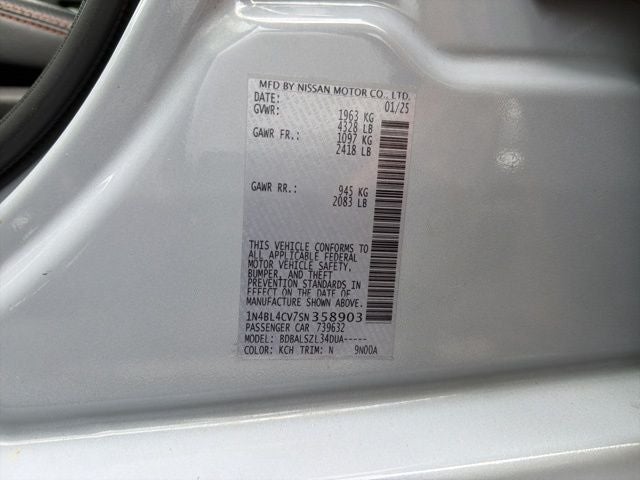 MFD BY NISSAN MOTOR CO., LTD.
DATE: 01/25
GVWR: 1963 KG
4328 LB
GAWR FR.: 1097 KG
2418 LB
GAWR RR.: 945 KG
2083 LB
THIS VEHICLE CONFORMS TO
ALL APPLICABLE FEDERAL
MOTOR VEHICLE SAFETY,
BUMPER, AND THEFT
PREVENTION STANDARDS IN
EFFECT ON THE DATE OF
MANUFACTURE SHOWN ABOVE.
1N4BL4CV7SN358903
PASSENGER CAR 739632
MODEL: BDBALSZL34DUA-----
COLOR: KCH TRIM: N 9N00A